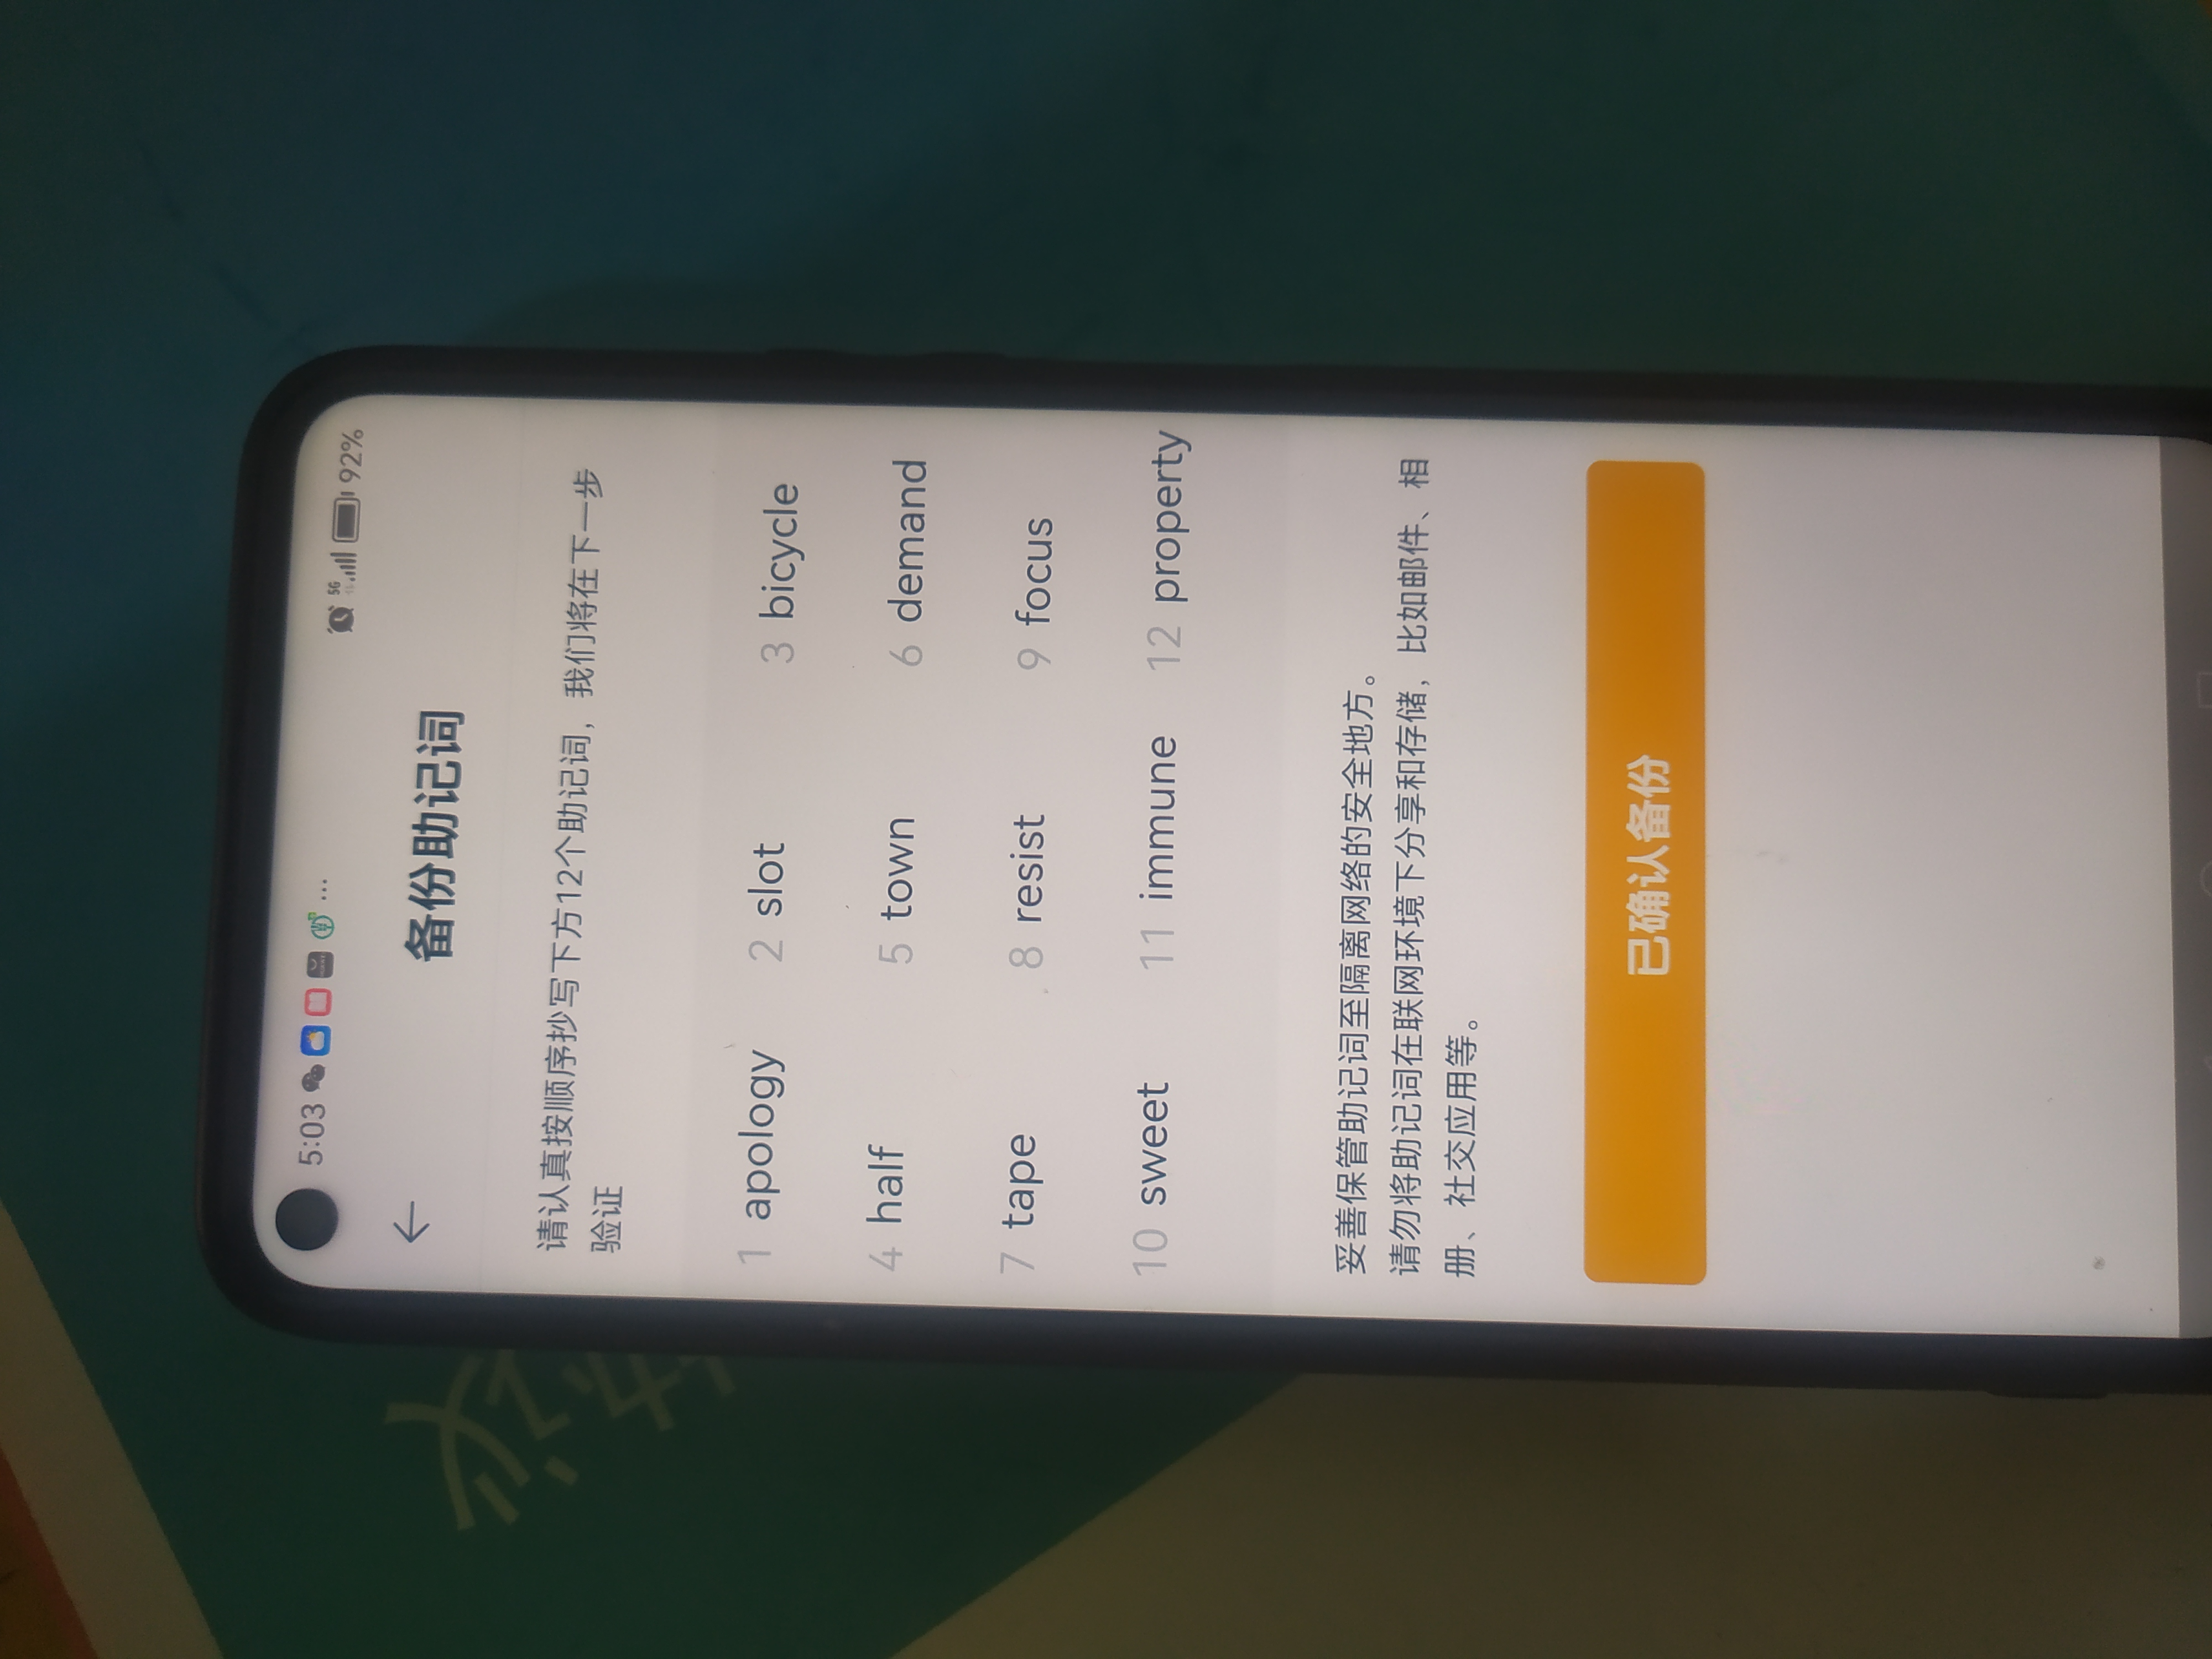 5:03
5G
92%
备份助记词
请认真按顺序抄写下方12个助记词，我们将在下一步
验证
1 apology 2 slot 3 bicycle
4 half 5 town 6 demand
7 tape 8 resist 9 focus
10 sweet 11 immune 12 property
妥善保管助记词至隔离网络的安全地方。
请勿将助记词在联网环境下分享和存储，比如邮件、相
册、社交应用等。
已确认备份